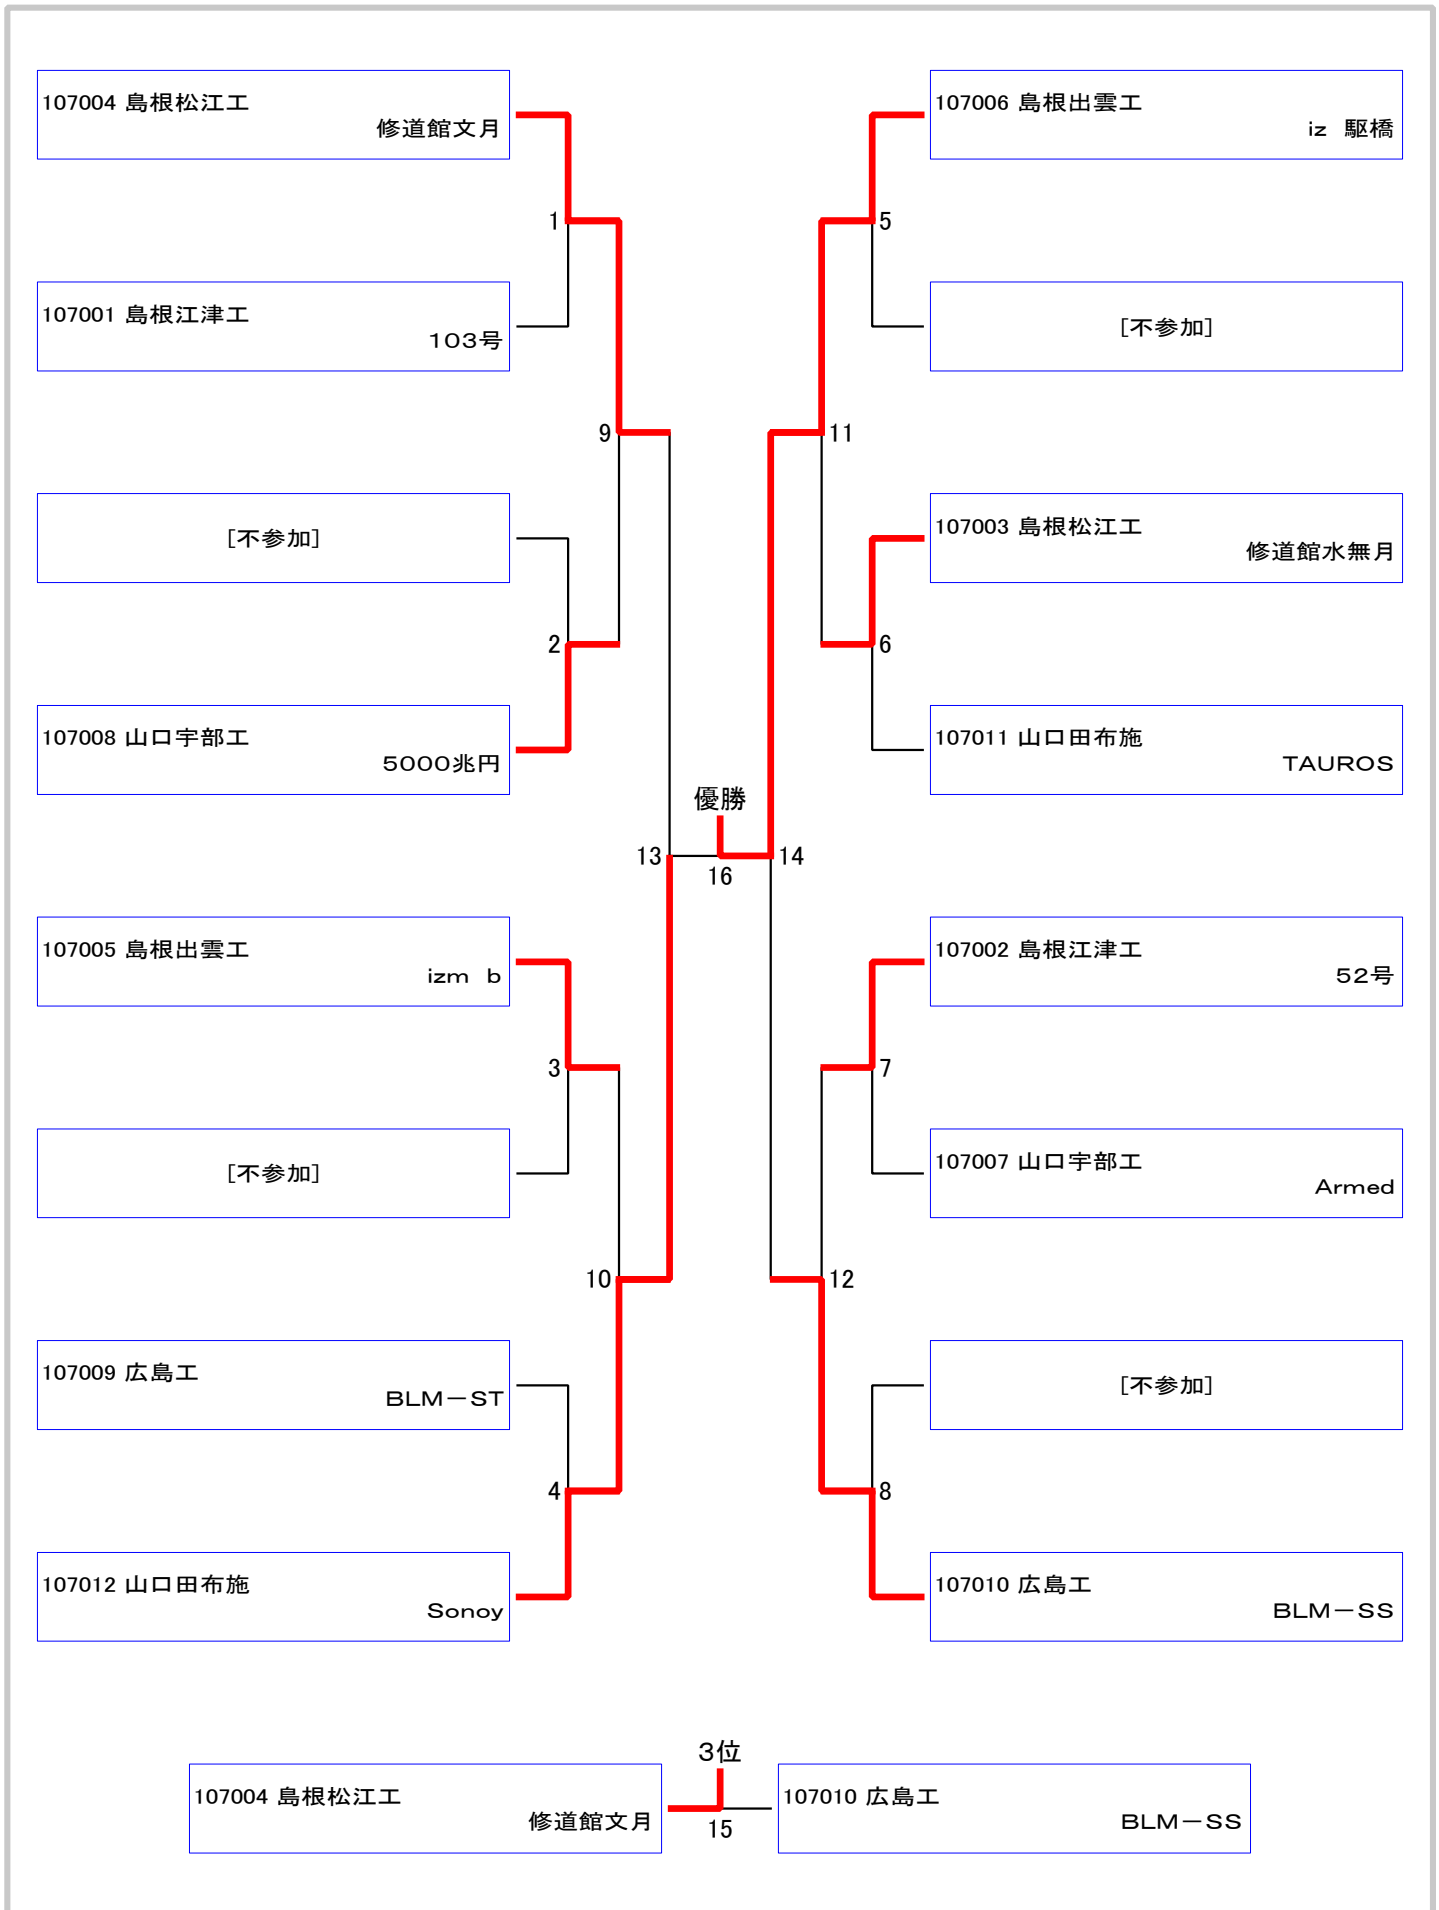 107004 島根松江工
修道館文月
107001 島根江津工
103号
[不参加]
107008 山口宇部工
5000兆円
107005 島根出雲工
izm b
[不参加]
107009 広島工
BLM－ST
107012 山口田布施
Sonoy
1
2
3
4
9
10
13
優勝
16
14
11
12
5
6
7
8
107006 島根出雲工
iz 駆橋
[不参加]
107003 島根松江工
修道館水無月
107011 山口田布施
TAUROS
107002 島根江津工
52号
107007 山口宇部工
Armed
[不参加]
107010 広島工
BLM－SS
3位
107004 島根松江工
修道館文月
15
107010 広島工
BLM－SS